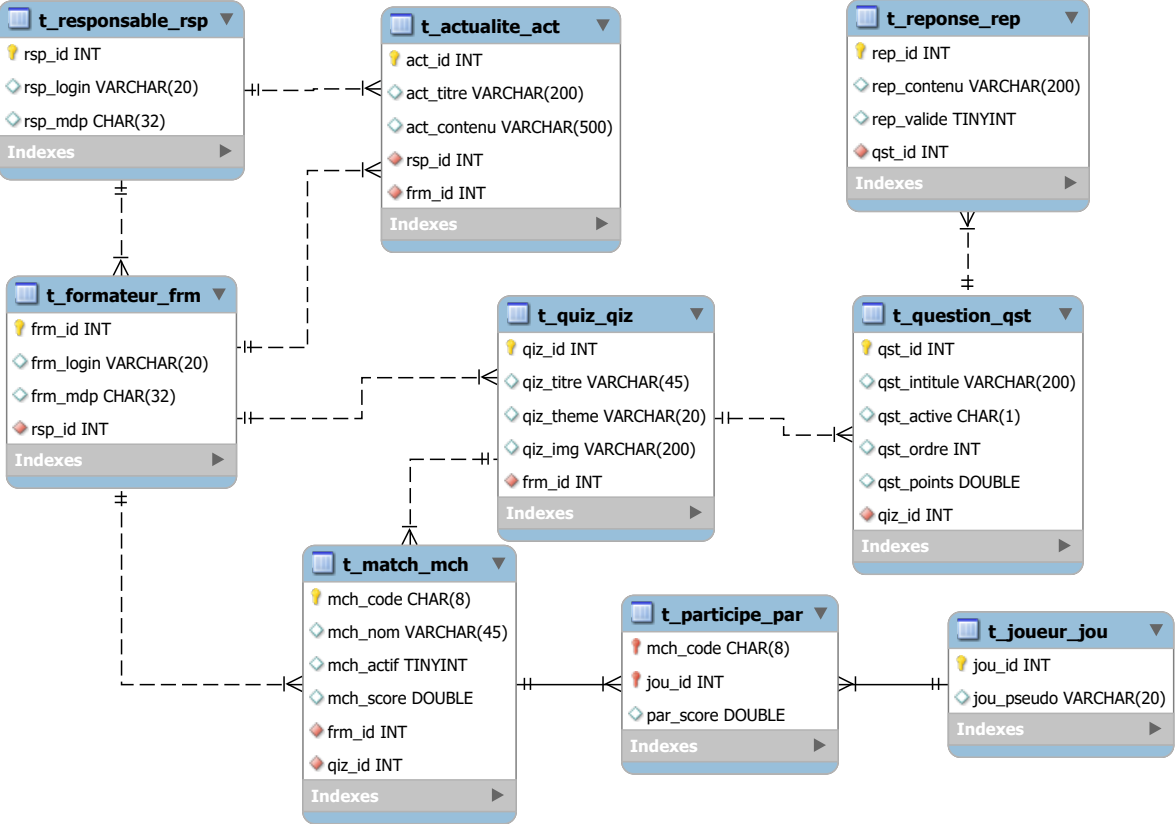 t_responsable_rsp
rsp_id INT
rsp_login VARCHAR(20)
rsp_mdp CHAR(32)
Indexes
t_actualite_act
act_id INT
act_titre VARCHAR(200)
act_contenu VARCHAR(500)
rsp_id INT
frm_id INT
Indexes
t_reponse_rep
rep_id INT
rep_contenu VARCHAR(200)
rep_valide TINYINT
qst_id INT
Indexes
t_formateur_frm
frm_id INT
frm_login VARCHAR(20)
frm_mdp CHAR(32)
rsp_id INT
Indexes
t_quiz_qiz
qiz_id INT
qiz_titre VARCHAR(45)
qiz_theme VARCHAR(20)
qiz_img VARCHAR(200)
frm_id INT
Indexes
t_question_qst
qst_id INT
qst_intitule VARCHAR(200)
qst_active CHAR(1)
qst_ordre INT
qst_points DOUBLE
qiz_id INT
Indexes
t_match_mch
mch_code CHAR(8)
mch_nom VARCHAR(45)
mch_actif TINYINT
mch_score DOUBLE
frm_id INT
qiz_id INT
Indexes
t_participe_par
mch_code CHAR(8)
jou_id INT
par_score DOUBLE
Indexes
t_joueur_jou
jou_id INT
jou_pseudo VARCHAR(20)
Indexes